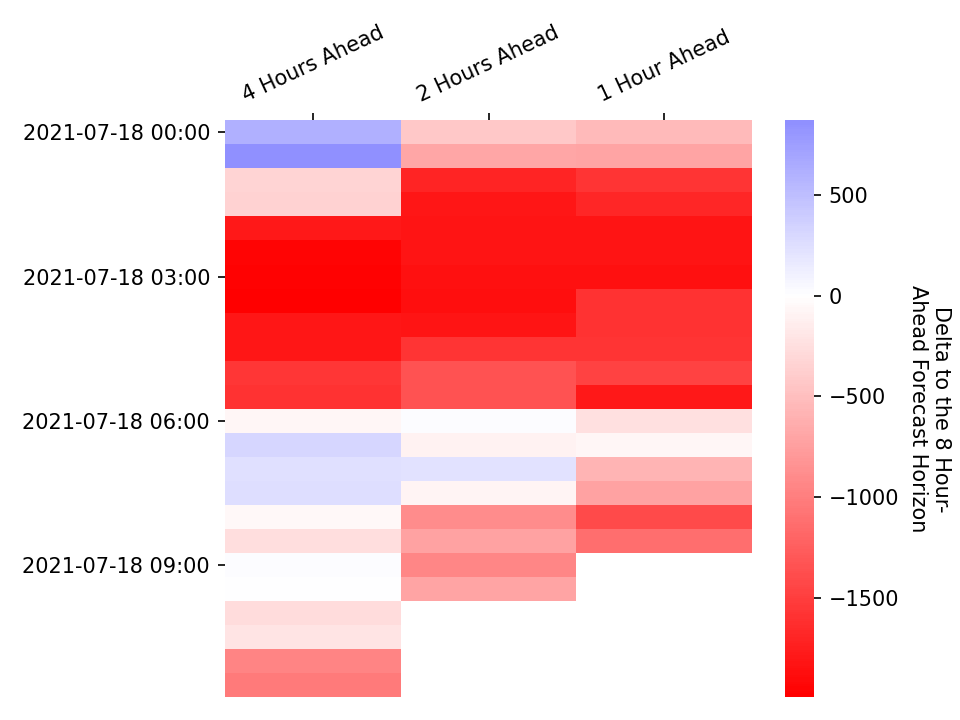 4 Hours Ahead
2 Hours Ahead
1 Hour Ahead
2021-07-18 00:00
2021-07-18 03:00
2021-07-18 06:00
2021-07-18 09:00
500
0
−500
−1000
−1500
Delta to the 8 Hour-
Ahead Forecast Horizon